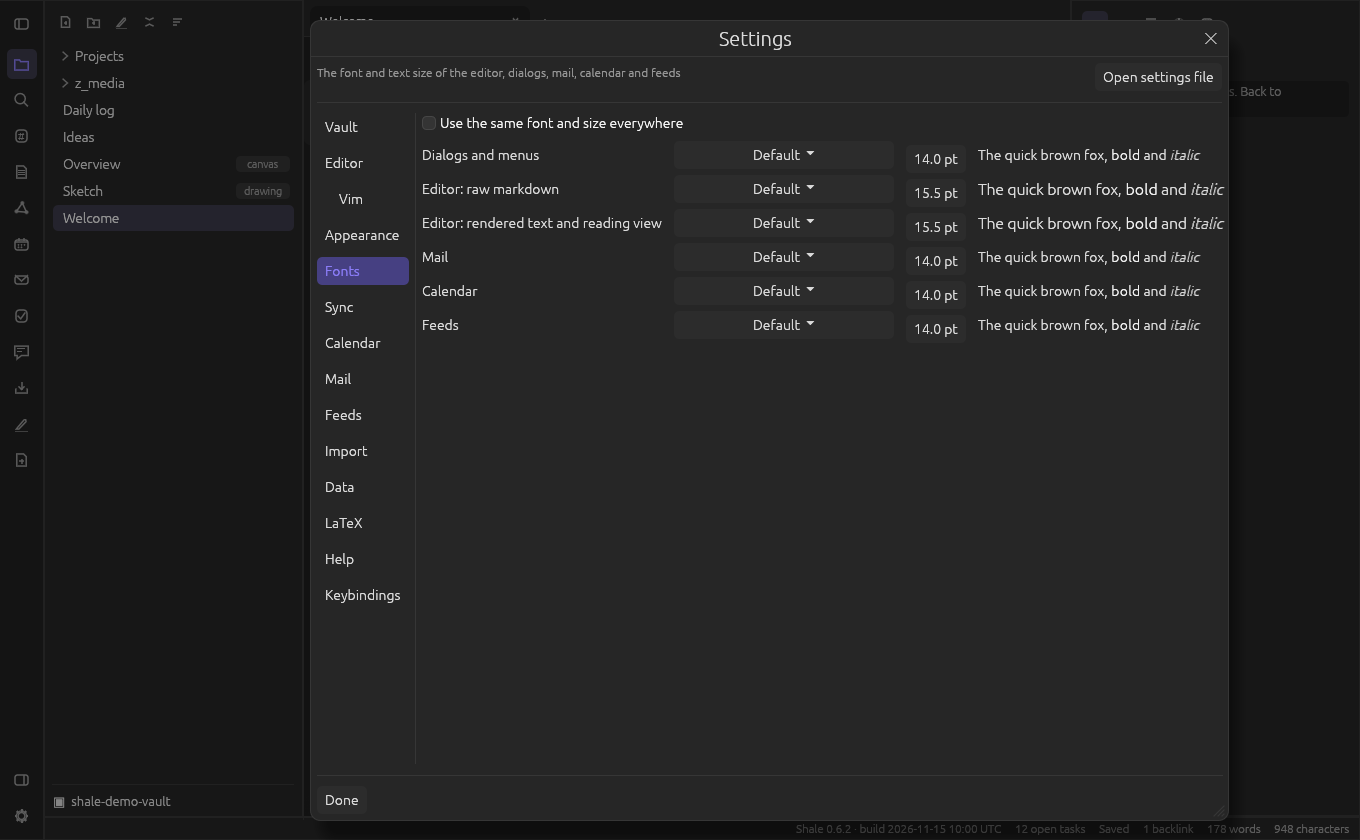 Projects
z_media
Daily log
Ideas
Overview canvas
Sketch drawing
Welcome
shale-demo-vault
Welcome
Settings
The font and text size of the editor, dialogs, mail, calendar and feeds
Open settings file
Vault
Editor
Vim
Appearance
Fonts
Sync
Calendar
Mail
Feeds
Import
Data
LaTeX
Help
Keybindings
Use the same font and size everywhere
Dialogs and menus Default 14.0 pt The quick brown fox, bold and italic
Editor: raw markdown Default 15.5 pt The quick brown fox, bold and italic
Editor: rendered text and reading view Default 15.5 pt The quick brown fox, bold and italic
Mail Default 14.0 pt The quick brown fox, bold and italic
Calendar Default 14.0 pt The quick brown fox, bold and italic
Feeds Default 14.0 pt The quick brown fox, bold and italic
Done
s. Back to
Shale 0.6.2 · build 2026-11-15 10:00 UTC 12 open tasks Saved 1 backlink 178 words 948 characters